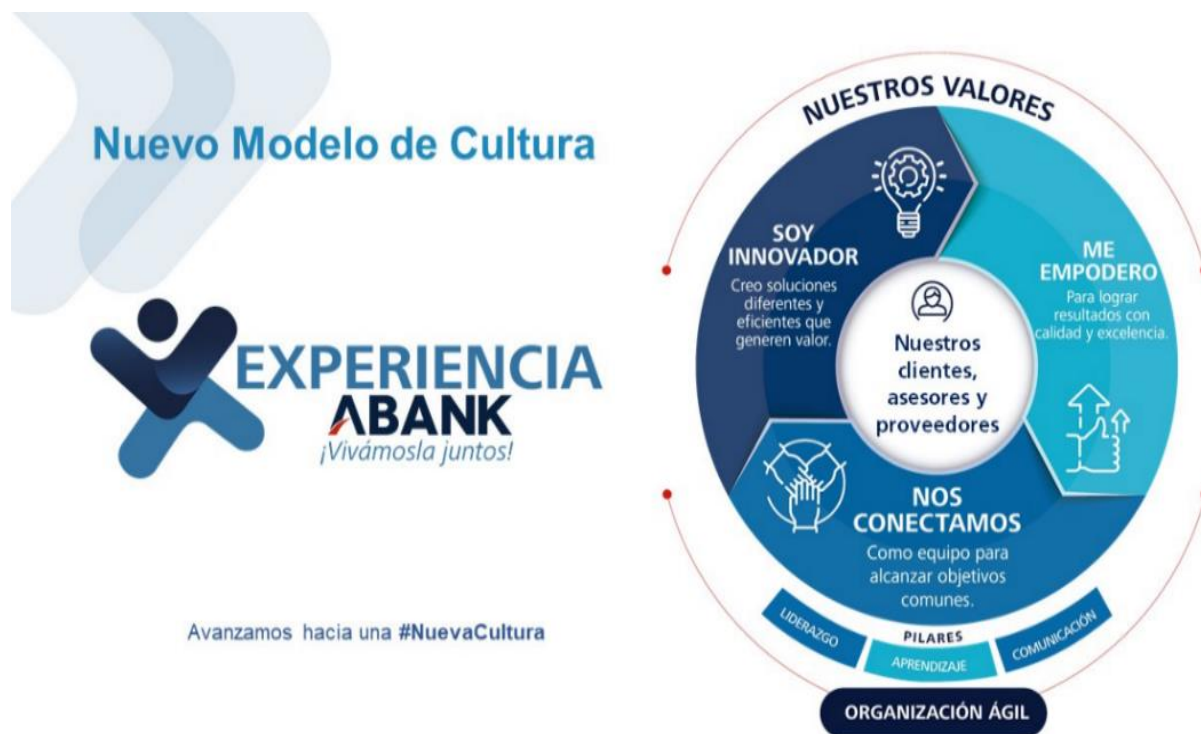 Nuevo Modelo de Cultura
EXPERIENCIA
ABANK
¡Vivámosla juntos!
Avanzamos hacia una #NuevaCultura
NUESTROS VALORES
SOY
INNOVADOR
Creo soluciones
diferentes y
eficientes que
generen valor.
ME
EMPODERO
Para lograr
resultados con
calidad y excelencia.
Nuestros
clientes,
asesores y
proveedores
NOS
CONECTAMOS
Como equipo para
alcanzar objetivos
comunes.
PILARES
LIDERAZGO
APRENDIZAJE
COMUNICACIÓN
ORGANIZACIÓN ÁGIL